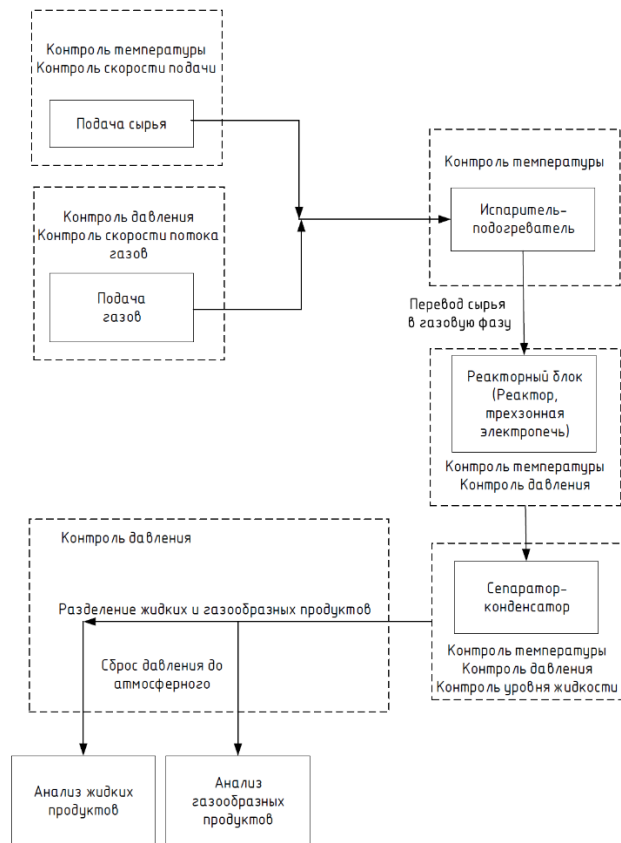 Контроль температуры
Контроль скорости подачи
Подача сырья
Контроль давления
Контроль скорости потока
газов
Подача
газов
Контроль температуры
Испаритель-
подогреватель
Перевод сырья
в газовую фазу
Реакторный блок
(Реактор,
трехзонная
электропечь)
Контроль температуры
Контроль давления
Сепаратор-
конденсатор
Контроль температуры
Контроль давления
Контроль уровня жидкости
Контроль давления
Разделение жидких и газообразных продуктов
Сброс давления до
атмосферного
Анализ жидких
продуктов
Анализ
газообразных
продуктов